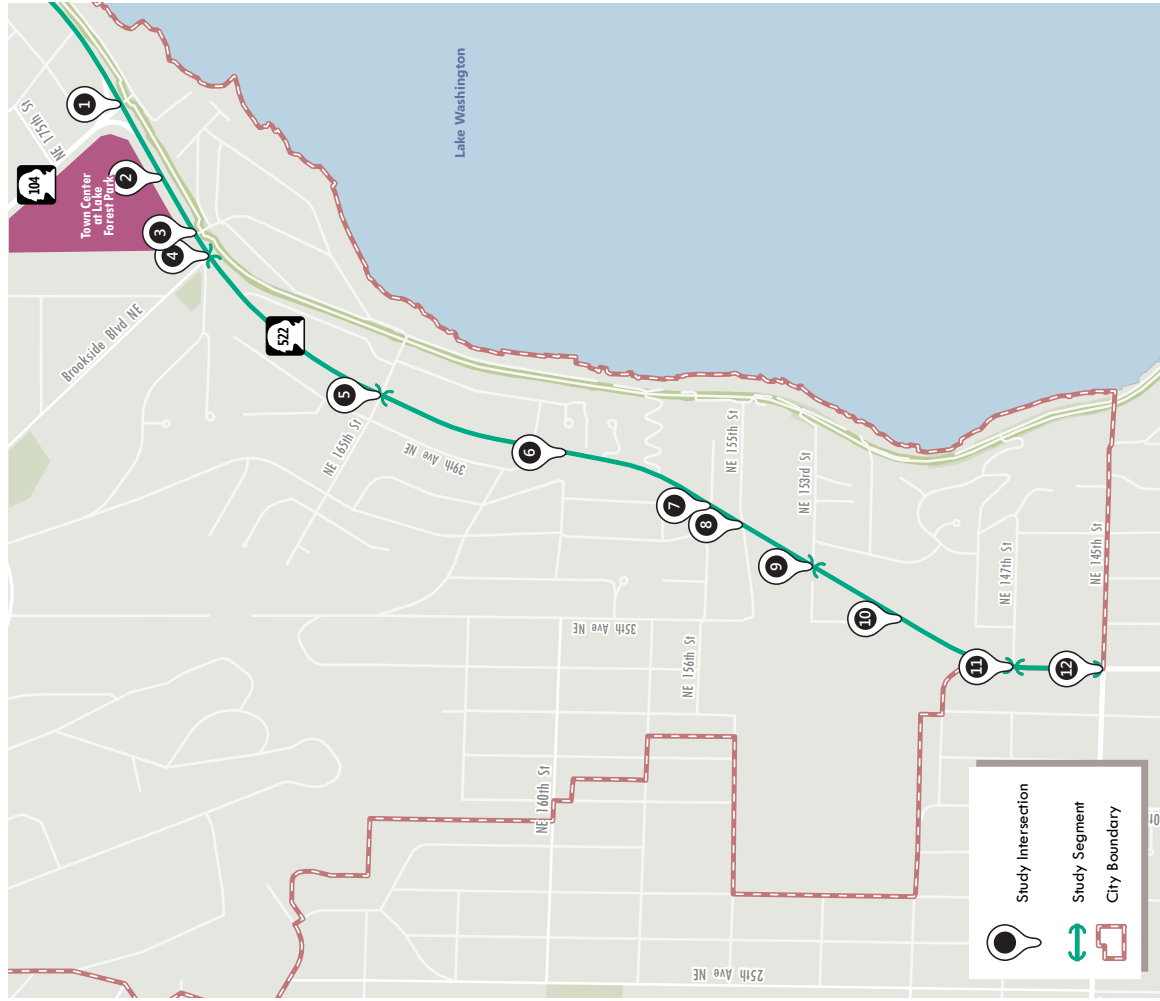 NE 175th St
104
Town Center
at Lake
Forest Park
1
2
3
4
Brookside Blvd NE
Lake Washington
522
5
NE 165th St
39th Ave NE
6
7
8
NE 155th St
9
NE 153rd St
10
35th Ave NE
NE 156th St
11
NE 147th St
12
NE 145th St
NE 160th St
25th Ave NE
Study Intersection
Study Segment
City Boundary